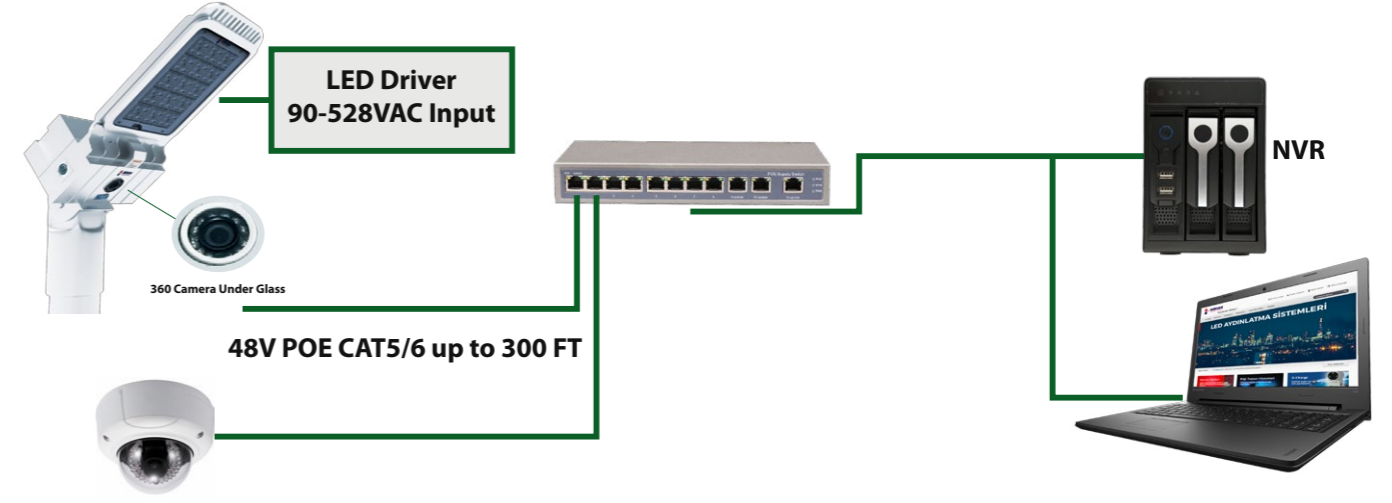 LED Driver
90-528VAC Input
NVR
360 Camera Under Glass
48V POE CAT5/6 up to 300 FT
LED AYDINLATMA SİSTEMLERİ